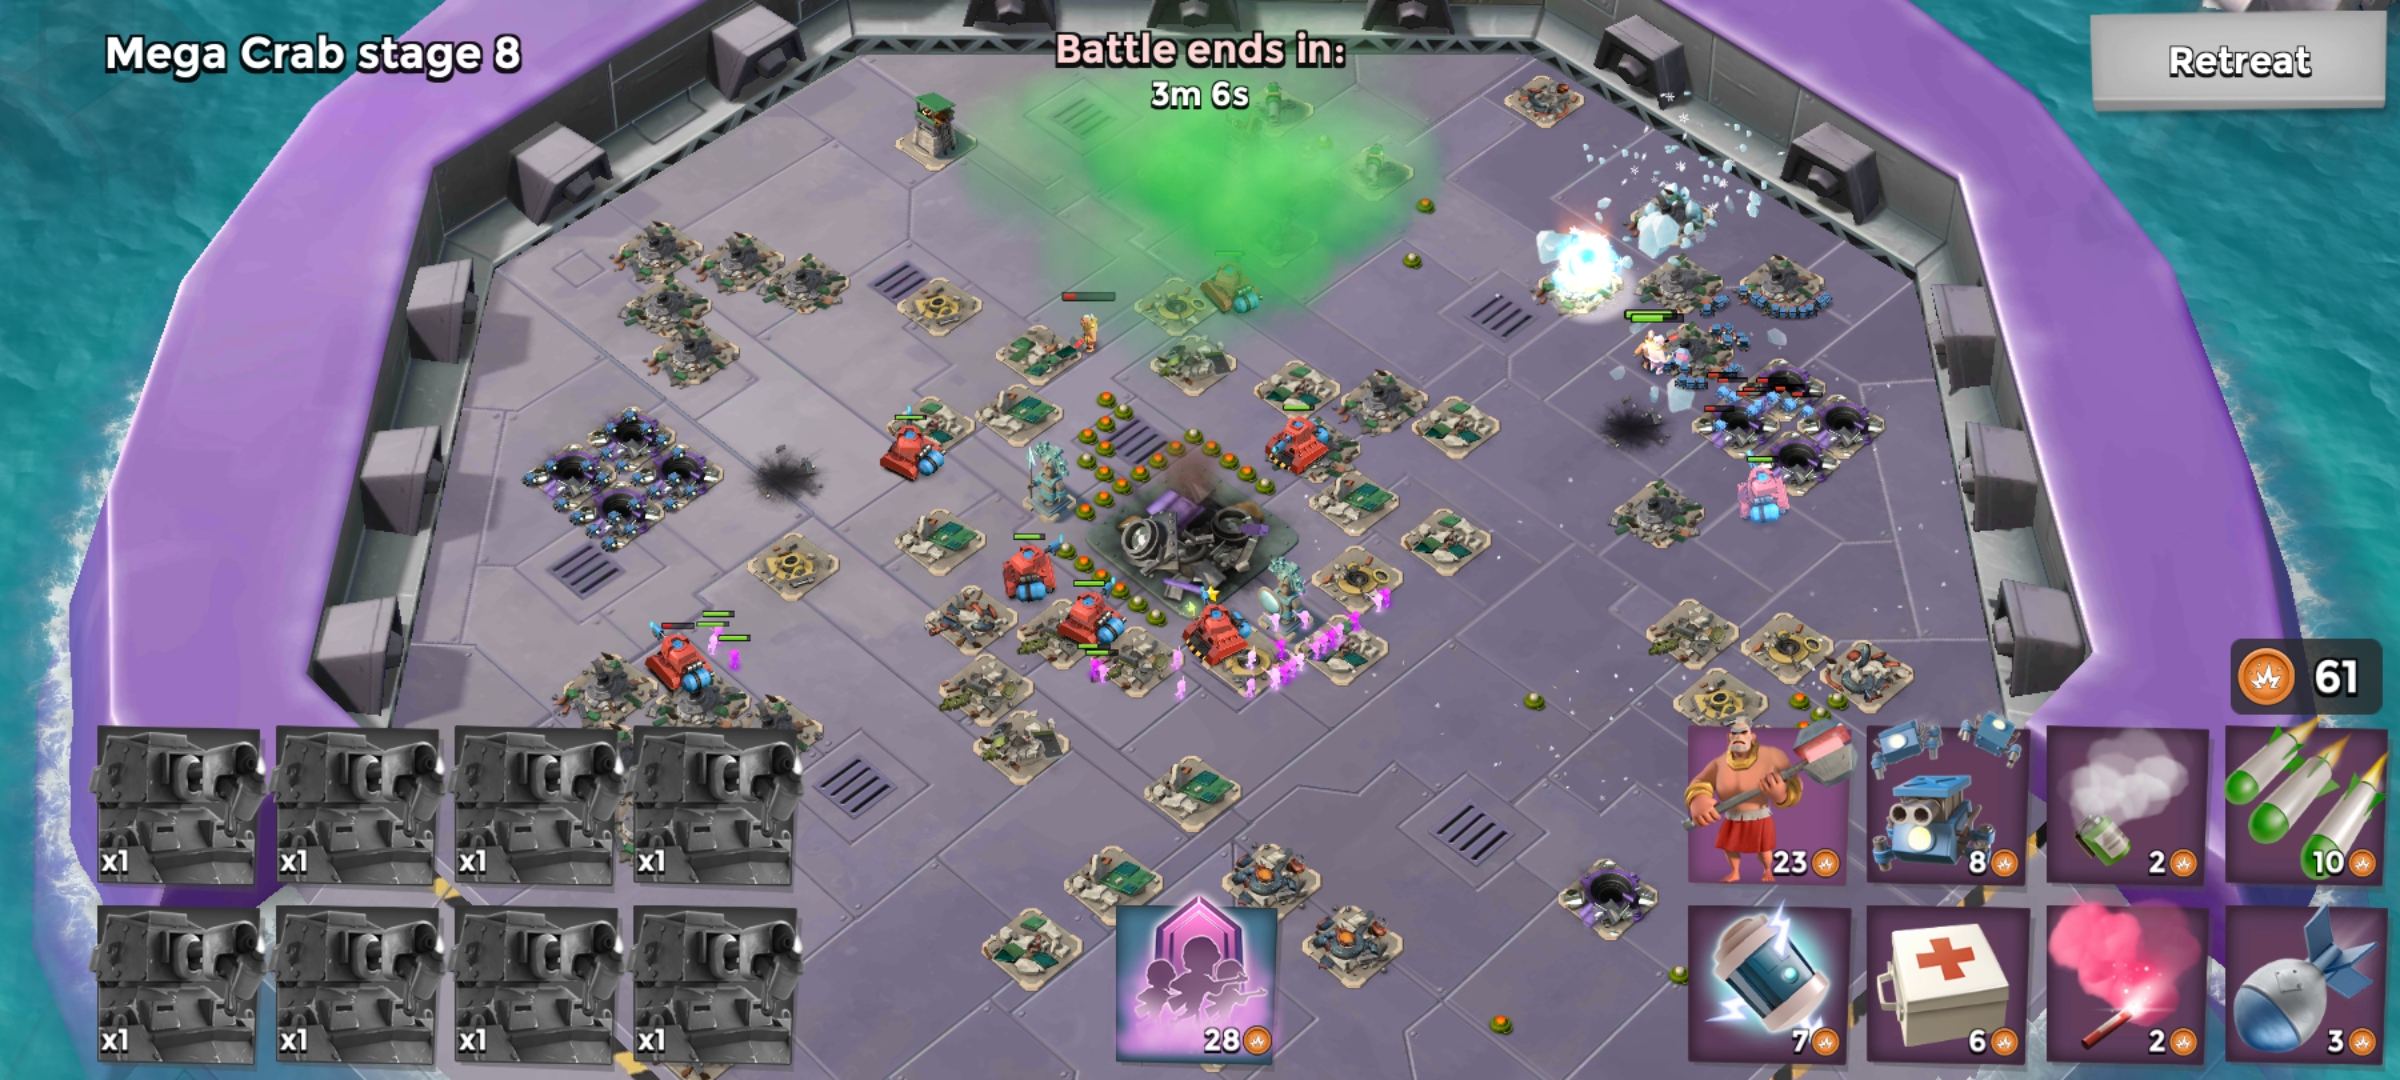 Mega Crab stage 8
Battle ends in:
3m 6s
Retreat
61
x1
x1
x1
x1
23
8
2
10
x1
x1
x1
x1
28
7
6
2
3